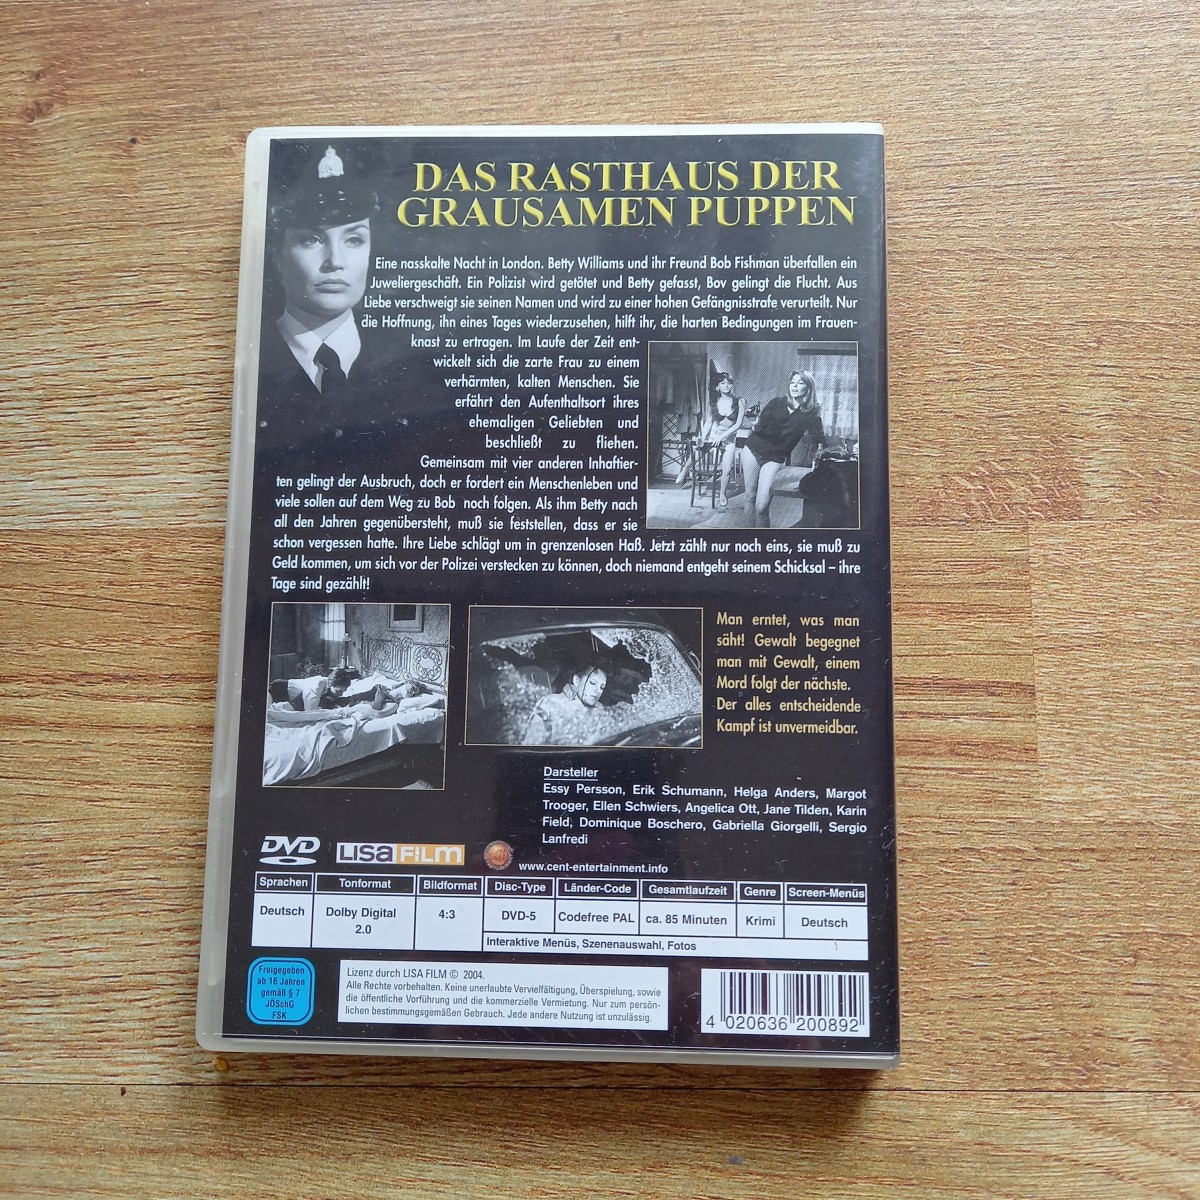 DAS RASTHAUS DER
GRAUSAMEN PUPPEN
Eine nasskalte Nacht in London. Betty Williams und ihr Freund Bob Fishman überfallen ein
Juweliergeschäft. Ein Polizist wird getötet und Betty gefasst, Bov gelingt die Flucht. Aus
Liebe verschweigt sie seinen Namen und wird zu einer hohen Gefängnisstrafe verurteilt. Nur
die Hoffnung, ihn eines Tages wiederzusehen, hilft ihr, die harten Bedingungen im Frauen-
knast zu ertragen. Im Laufe der Zeit ent-
wickelt sich die zarte Frau zu einem
verhärmten, kalten Menschen. Sie
erfährt den Aufenthaltsort ihres
ehemaligen Geliebten und
beschließt zu fliehen.
Gemeinsam mit vier anderen Inhaftier-
ten gelingt der Ausbruch, doch er fordert ein Menschenleben und
viele sollen auf dem Weg zu Bob noch folgen. Als ihm Betty nach
all den Jahren gegenübersteht, muß sie feststellen, dass er sie
schon vergessen hatte. Ihre Liebe schlägt um in grenzenlosen Haß. Jetzt zählt nur noch eins, sie muß zu
Geld kommen, um sich vor der Polizei verstecken zu können, doch niemand entgeht seinem Schicksal – ihre
Tage sind gezählt!
Man erntet, was man
säht! Gewalt begegnet
man mit Gewalt, einem
Mord folgt der nächste.
Der alles entscheidende
Kampf ist unvermeidbar.
Darsteller
Essy Persson, Erik Schumann, Helga Anders, Margot
Trooger, Ellen Schwiers, Angelica Ott, Jane Tilden, Karin
Field, Dominique Boschero, Gabriella Giorgelli, Sergio
Lanfredi
DVD LISA FILM
www.cent-entertainment.info
Sprachen Tonformat Bildformat Disc-Type Länder-Code Gesamtlaufzeit Genre Screen-Menüs
Deutsch Dolby Digital 4:3 DVD-5 Codefree PAL ca. 85 Minuten Krimi Deutsch
2.0
Interaktive Menüs, Szenenauswahl, Fotos
Freigegeben
ab 16 Jahren
gemäß § 7
JÖSchG
FSK
Lizenz durch LISA FILM © 2004.
Alle Rechte vorbehalten. Keine unerlaubte Vervielfältigung, Überspielung, sowie
die öffentliche Vorführung und die kommerzielle Vermietung. Nur zum persön-
lichen bestimmungsgemäßen Gebrauch. Jede andere Nutzung ist unzulässig.
4 020636 200892